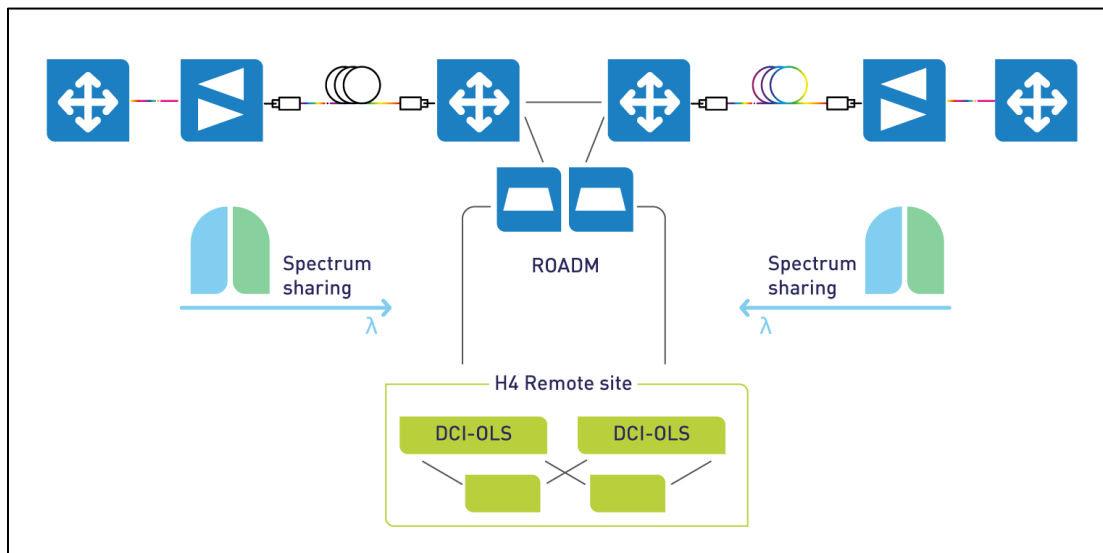 Spectrum
sharing
λ
ROADM
Spectrum
sharing
λ
H4 Remote site
DCI-OLS
DCI-OLS